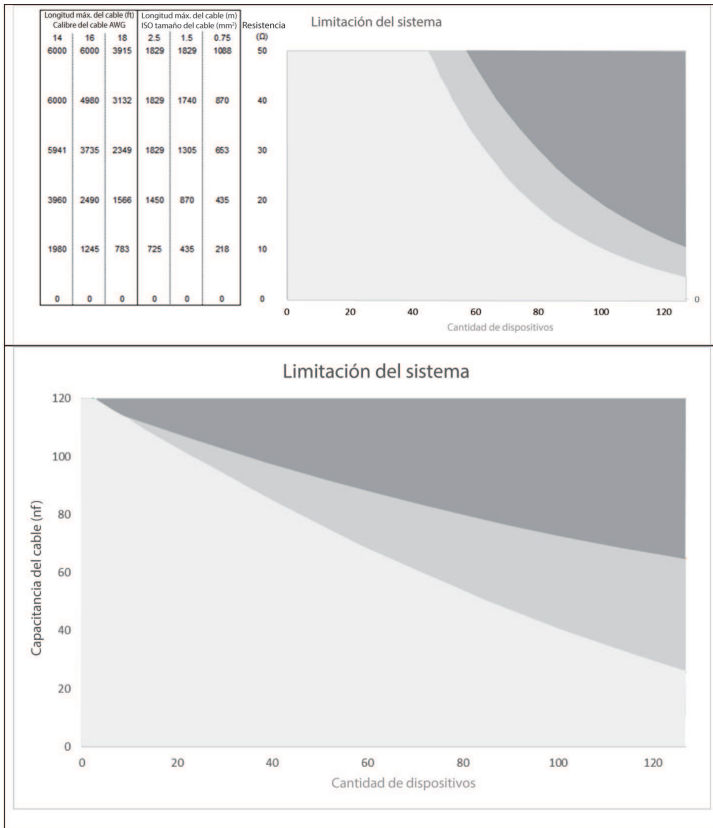 Longitud máx. del cable (ft) Longitud máx. del cable (m)
Calibre del cable AWG ISO tamaño del cable (mm²) Resistencia
14 16 18 2.5 1.5 0.75 (Ω)
6000 6000 3915 1829 1829 1088 50
6000 4980 3132 1829 1740 870 40
5941 3735 2349 1829 1305 653 30
3960 2490 1566 1450 870 435 20
1980 1245 783 725 435 218 10
0 0 0 0 0 0 0
Limitación del sistema
0
0 20 40 60 80 100 120
Cantidad de dispositivos
Limitación del sistema
Capacitancia del cable (nf)
120
100
80
60
40
20
0
0 20 40 60 80 100 120
Cantidad de dispositivos